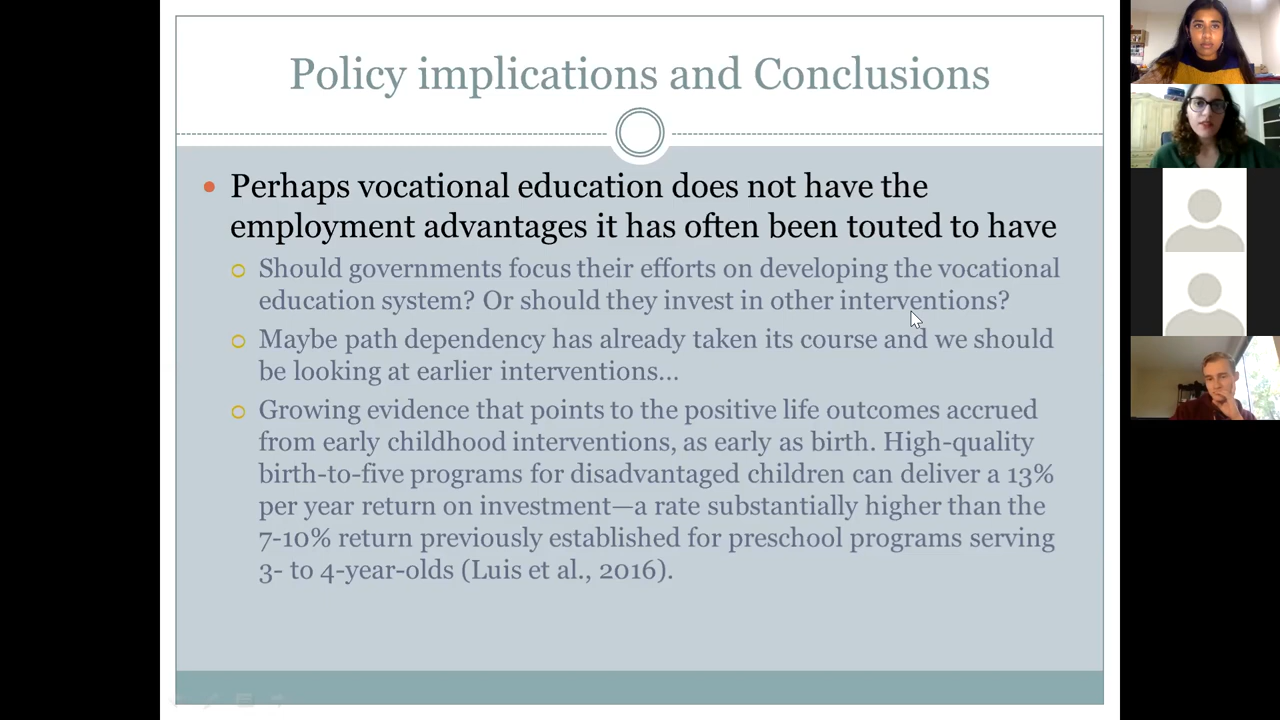 Policy implications and Conclusions
Perhaps vocational education does not have the
employment advantages it has often been touted to have
Should governments focus their efforts on developing the vocational
education system? Or should they invest in other interventions?
Maybe path dependency has already taken its course and we should
be looking at earlier interventions...
Growing evidence that points to the positive life outcomes accrued
from early childhood interventions, as early as birth. High-quality
birth-to-five programs for disadvantaged children can deliver a 13%
per year return on investment—a rate substantially higher than the
7-10% return previously established for preschool programs serving
3- to 4-year-olds (Luis et al., 2016).